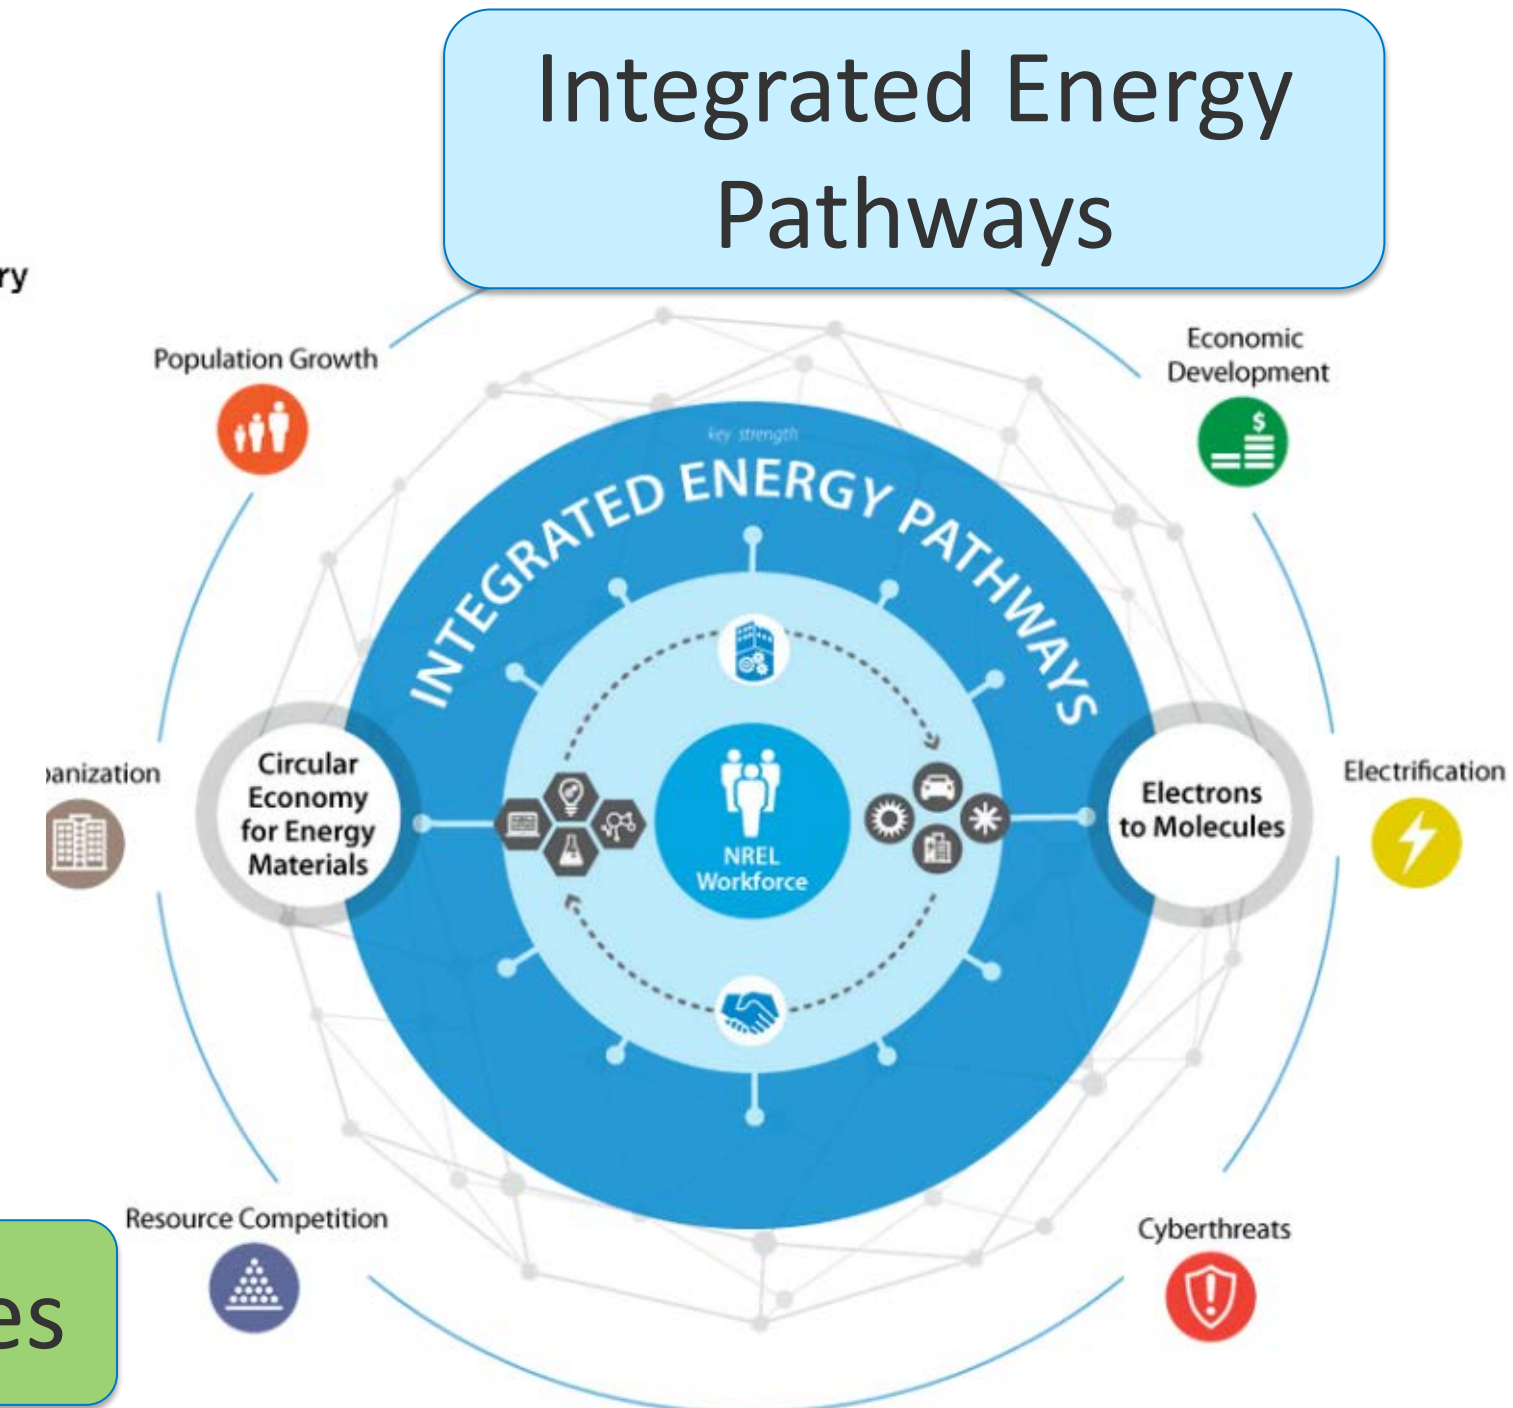 Integrated Energy
Pathways
ry
Population Growth
Economic
Development
$
key strength
INTEGRATED ENERGY PATHWAYS
Circular
Economy
for Energy
Materials
Electrons
to Molecules
NREL
Workforce
banization
Electrification
Resource Competition
Cyberthreats
es